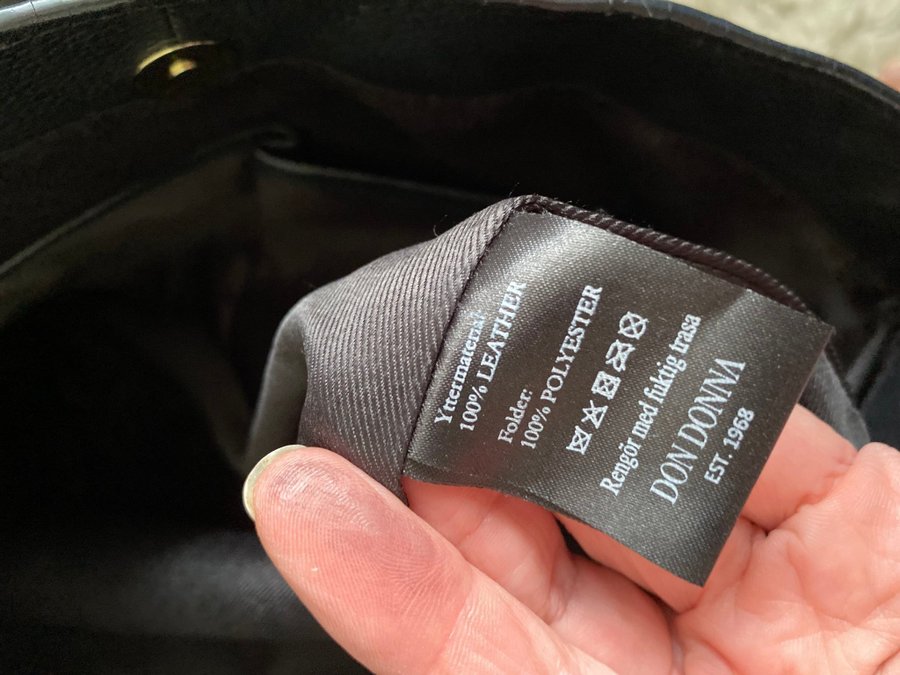 Yttermaterial:
100% LEATHER
Folder:
100% POLYESTER
Rengör med fuktig trasa
DON DONNA
EST. 1968